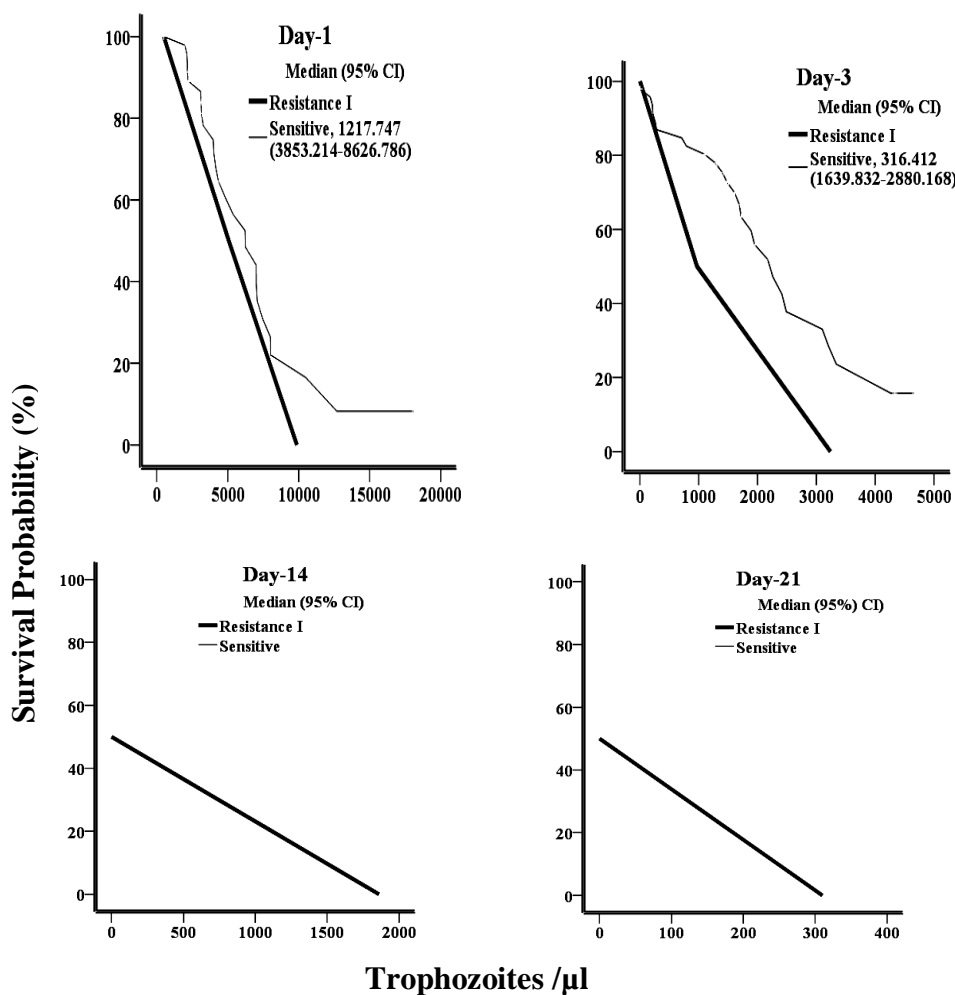 Survival Probability (%)
Day-1
Median (95% CI)
Resistance I
Sensitive, 1217.747
(3853.214-8626.786)
100
80
60
40
20
0
0 5000 10000 15000 20000
Day-3
Median (95% CI)
Resistance I
Sensitive, 316.412
(1639.832-2880.168)
100
80
60
40
20
0
0 1000 2000 3000 4000 5000
Day-14
Median (95% CI)
Resistance I
Sensitive
100
80
60
40
20
0
0 500 1000 1500 2000
Day-21
Median (95%) CI)
Resistance I
Sensitive
100
80
60
40
20
0
0 100 200 300 400
Trophozoites /µl